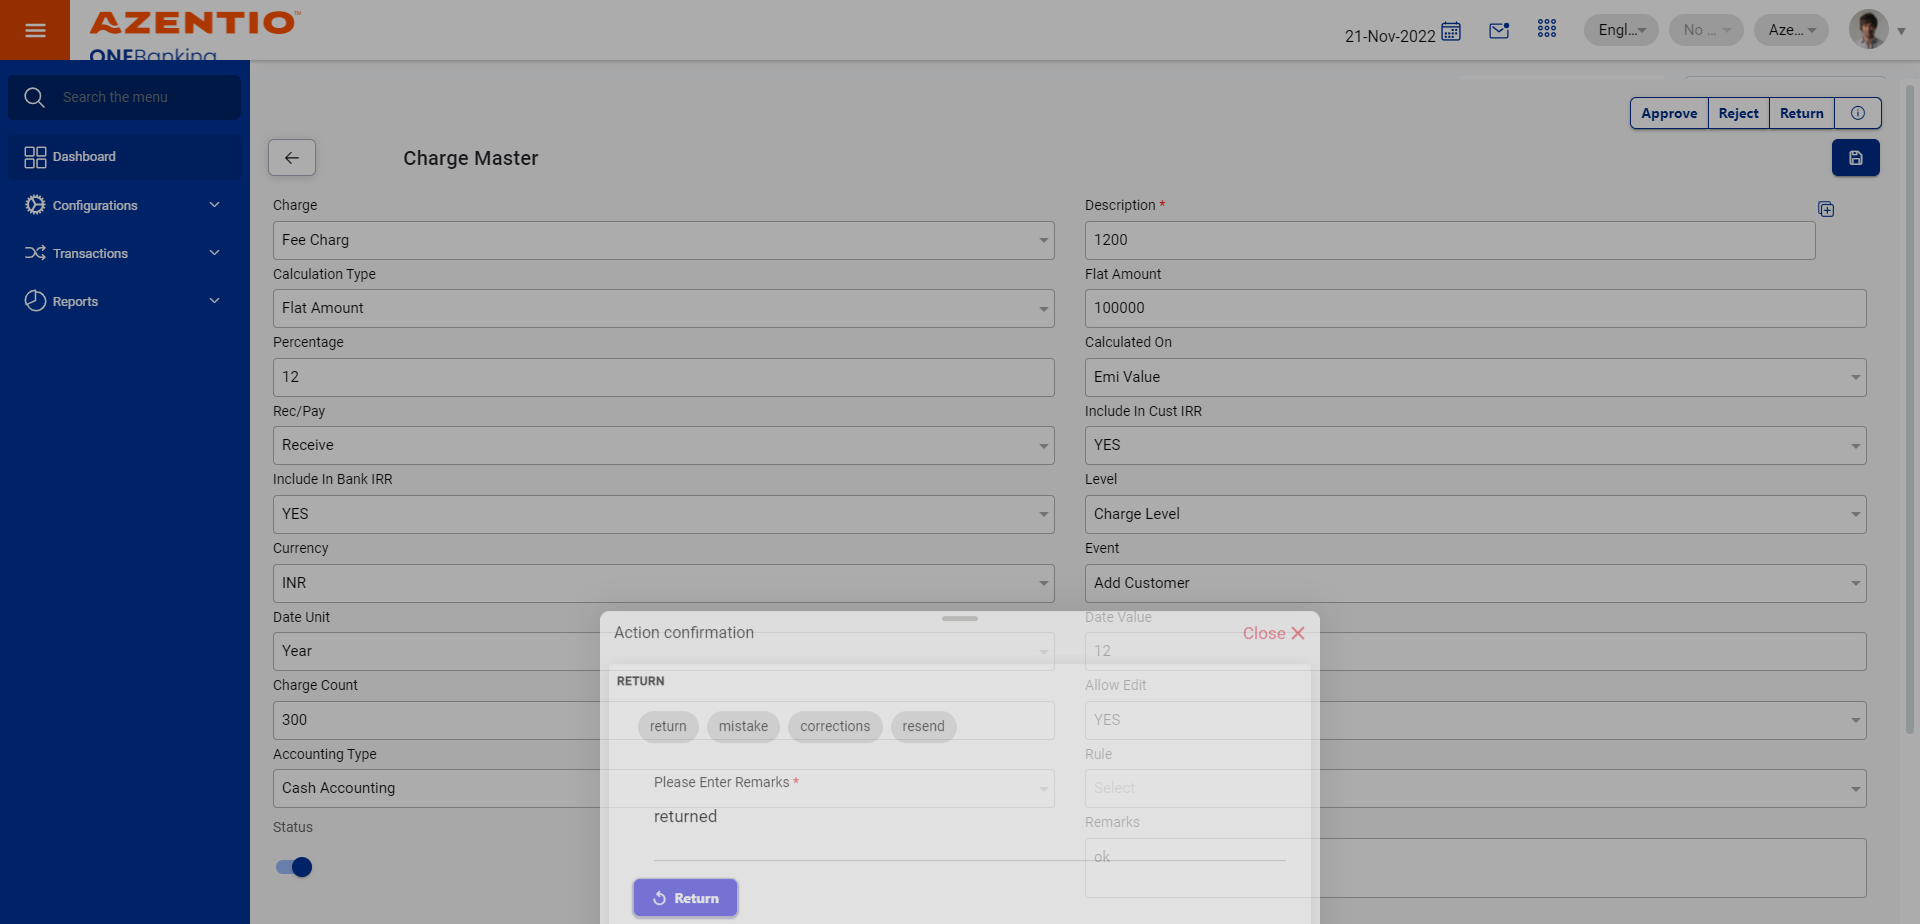 AZENTIO™
ONEBanking
21-Nov-2022
Engl...
No ...
Aze...
Search the menu
Dashboard
Configurations
Transactions
Reports
Approve Reject Return
Charge Master
Charge
Fee Charg
Description *
1200
Calculation Type
Flat Amount
Flat Amount
100000
Percentage
12
Calculated On
Emi Value
Rec/Pay
Receive
Include In Cust IRR
YES
Include In Bank IRR
YES
Level
Charge Level
Currency
INR
Event
Add Customer
Date Unit
Year
Date Value
12
Charge Count
300
Allow Edit
YES
Accounting Type
Cash Accounting
Rule
Select
Status
Remarks
ok
Action confirmation
Close
RETURN
return mistake corrections resend
Please Enter Remarks *
returned
Return